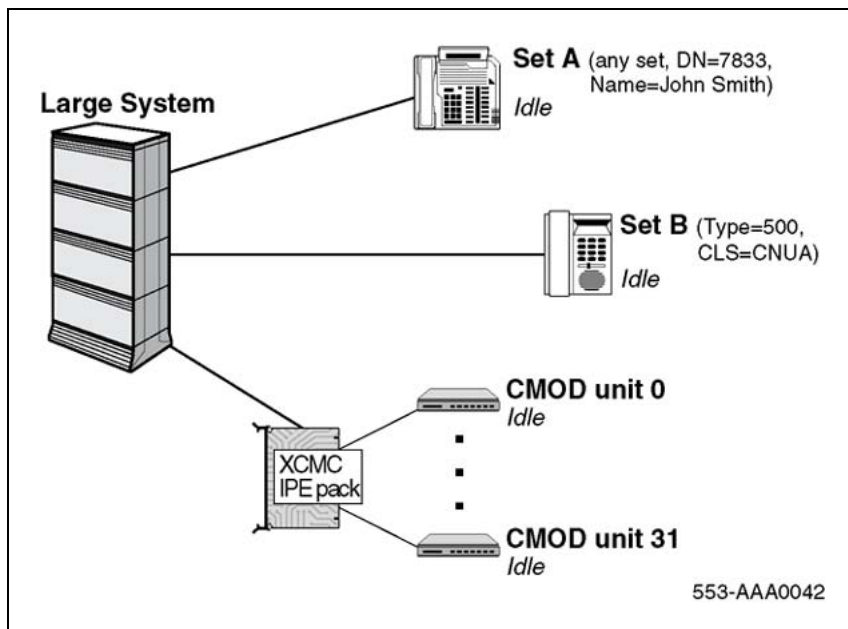 Large System
Set A (any set, DN=7833,
Name=John Smith)
Idle
Set B (Type=500,
CLS=CNUA)
Idle
XCMC
IPE pack
CMOD unit 0
Idle
CMOD unit 31
Idle
553-AAA0042